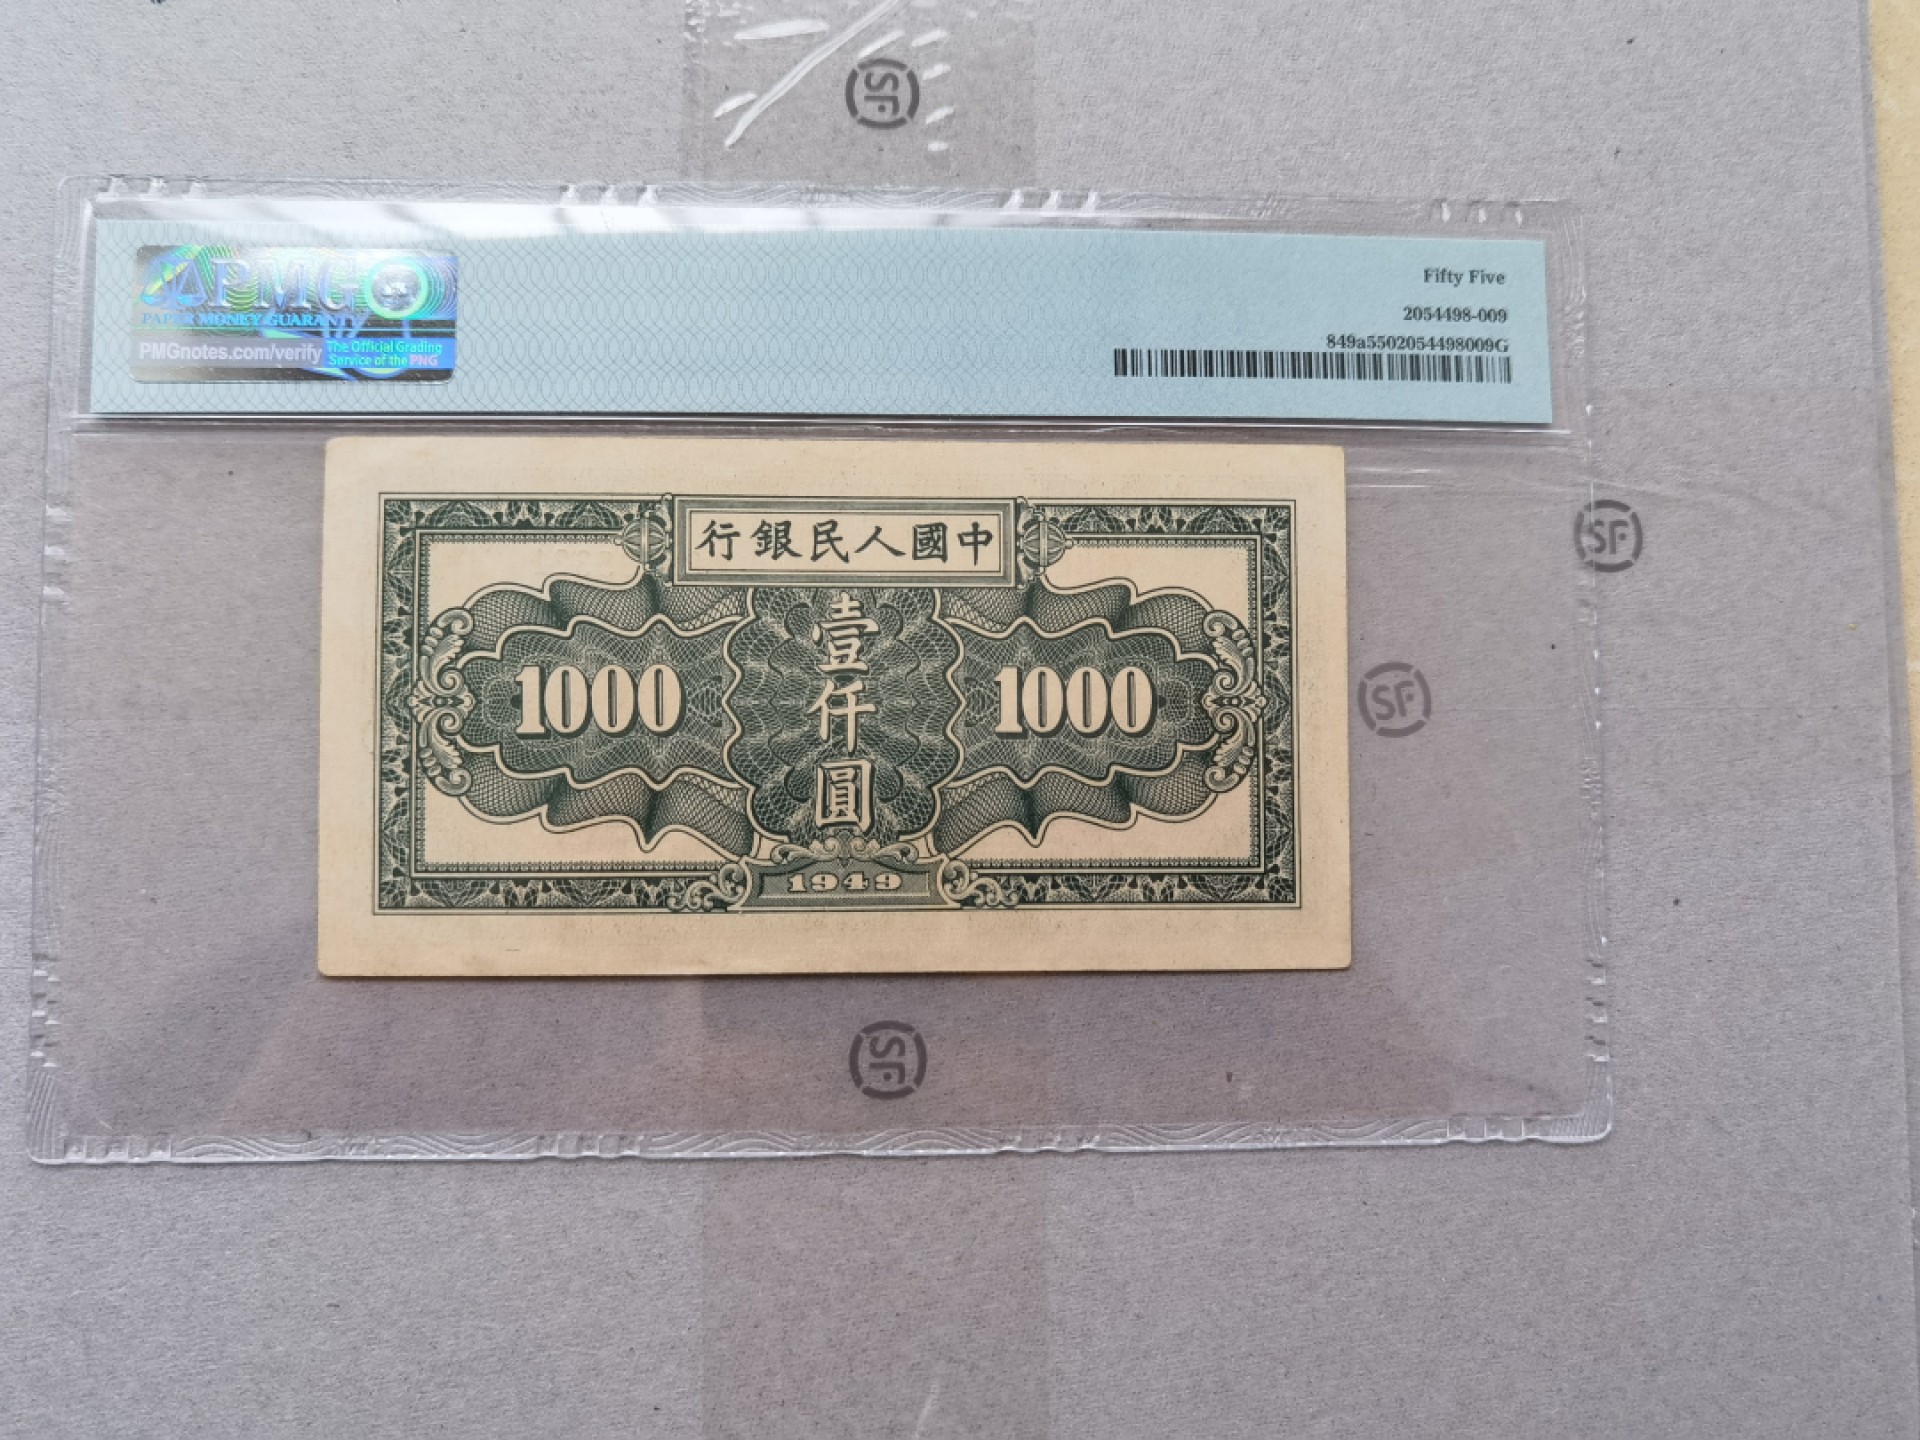 SF
PMG
PAPER MONEY GUARANTY
PMGnotes.com/verify
The Official Grading
Service of the PNG
Fifty Five
2054498-009
849a5502054498009G
行銀民人國中
壹仟圓
1000
1000
1949
SF
SF
SF